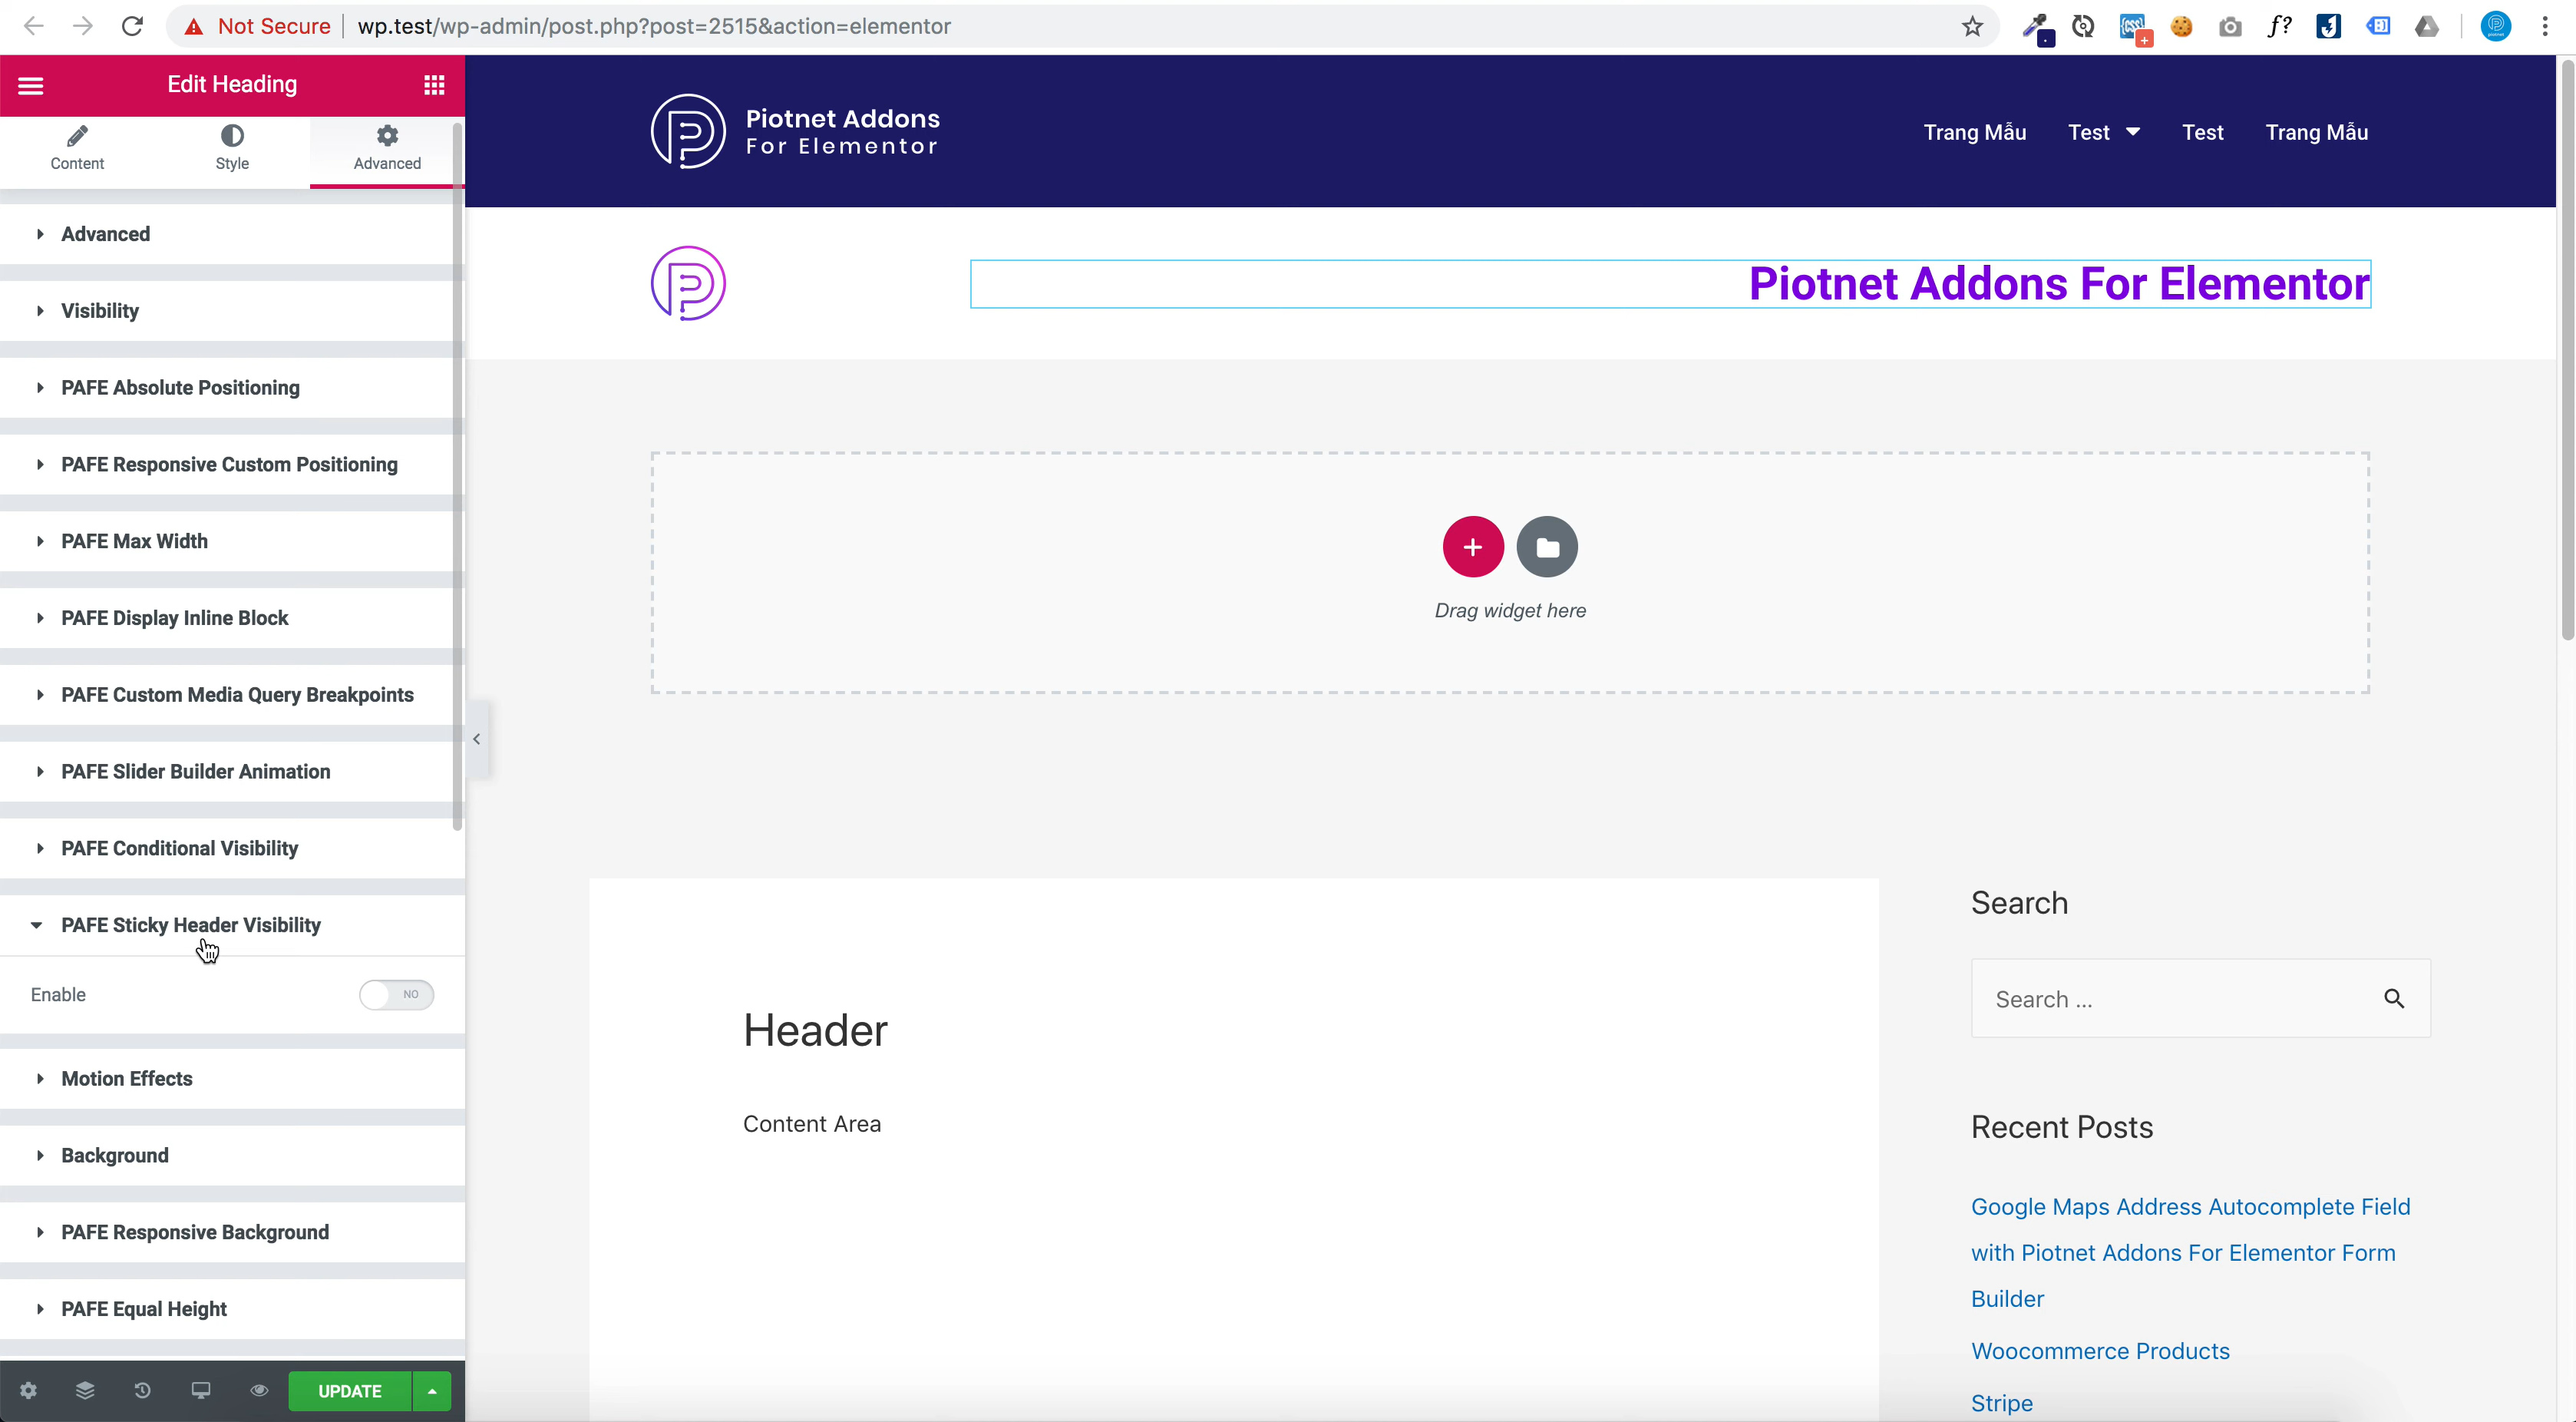 Not Secure
wp.test/wp-admin/post.php?post=2515&action=elementor
Edit Heading
Content
Style
Advanced
Advanced
Visibility
PAFE Absolute Positioning
PAFE Responsive Custom Positioning
PAFE Max Width
PAFE Display Inline Block
PAFE Custom Media Query Breakpoints
PAFE Slider Builder Animation
PAFE Conditional Visibility
PAFE Sticky Header Visibility
Enable
NO
Motion Effects
Background
PAFE Responsive Background
PAFE Equal Height
UPDATE
Piotnet Addons
For Elementor
Trang Mẫu
Test
Test
Trang Mẫu
Piotnet Addons For Elementor
Drag widget here
Header
Content Area
Search
Search ...
Recent Posts
Google Maps Address Autocomplete Field
with Piotnet Addons For Elementor Form
Builder
Woocommerce Products
Stripe